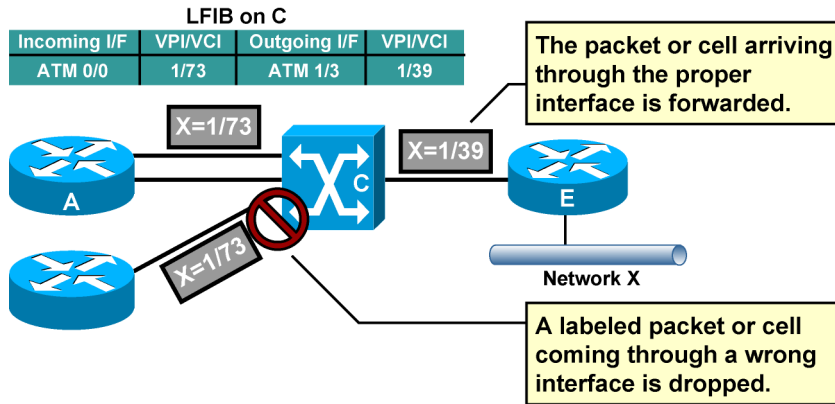 LFIB on C
Incoming I/F VPI/VCI Outgoing I/F VPI/VCI
ATM 0/0 1/73 ATM 1/3 1/39
The packet or cell arriving
through the proper
interface is forwarded.
X=1/73
X=1/39
A
C
E
X=1/73
Network X
A labeled packet or cell
coming through a wrong
interface is dropped.